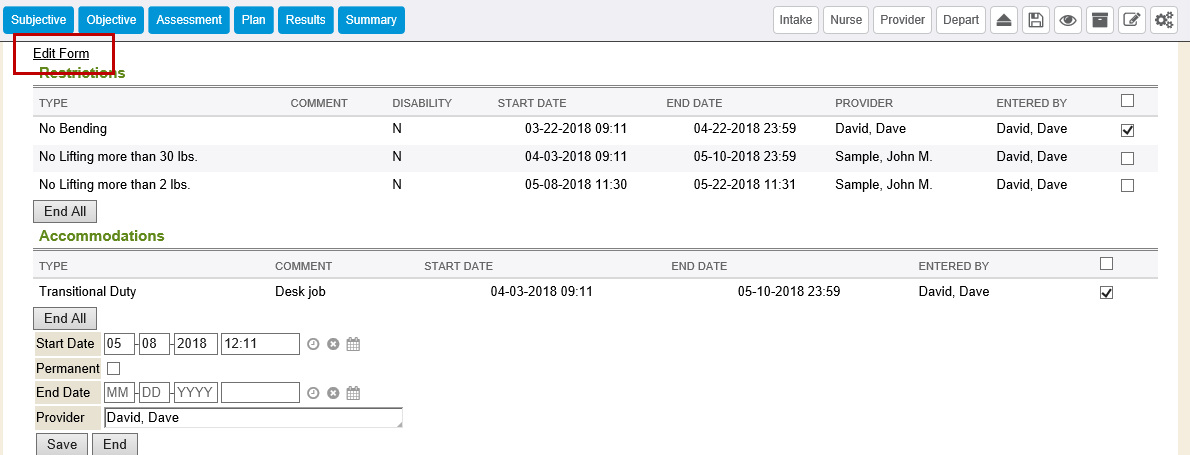 Subjective Objective Assessment Plan Results Summary Intake Nurse Provider Depart
Edit Form
Restrictions
TYPE COMMENT DISABILITY START DATE END DATE PROVIDER ENTERED BY
No Bending N 03-22-2018 09:11 04-22-2018 23:59 David, Dave David, Dave
No Lifting more than 30 lbs. N 04-03-2018 09:11 05-10-2018 23:59 Sample, John M. David, Dave
No Lifting more than 2 lbs. N 05-08-2018 11:30 05-22-2018 11:31 Sample, John M. David, Dave
End All
Accommodations
TYPE COMMENT START DATE END DATE ENTERED BY
Transitional Duty Desk job 04-03-2018 09:11 05-10-2018 23:59 David, Dave
End All
Start Date 05-08-2018 12:11
Permanent
End Date MM-DD-YYYY
Provider David, Dave
Save End